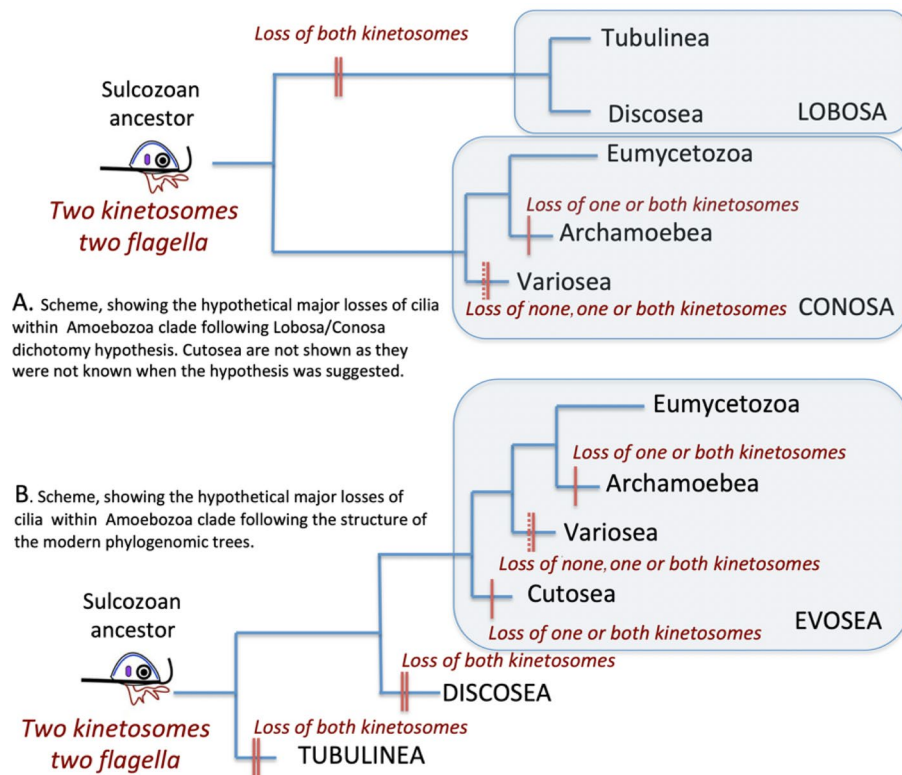 Loss of both kinetosomes
Tubulinea
Discosea
LOBOSA
Sulcozoan
ancestor
Two kinetosomes
two flagella
Eumycetozoa
Loss of one or both kinetosomes
Archamoebea
Variosea
Loss of none, one or both kinetosomes
CONOSA
A. Scheme, showing the hypothetical major losses of cilia
within Amoebozoa clade following Lobosa/Conosa
dichotomy hypothesis. Cutosea are not shown as they
were not known when the hypothesis was suggested.
Eumycetozoa
Loss of one or both kinetosomes
Archamoebea
B. Scheme, showing the hypothetical major losses of
cilia within Amoebozoa clade following the structure of
the modern phylogenomic trees.
Variosea
Loss of none, one or both kinetosomes
Cutosea
Loss of one or both kinetosomes
EVOSEA
Sulcozoan
ancestor
Two kinetosomes
two flagella
Loss of both kinetosomes
DISCOSEA
Loss of both kinetosomes
TUBULINEA